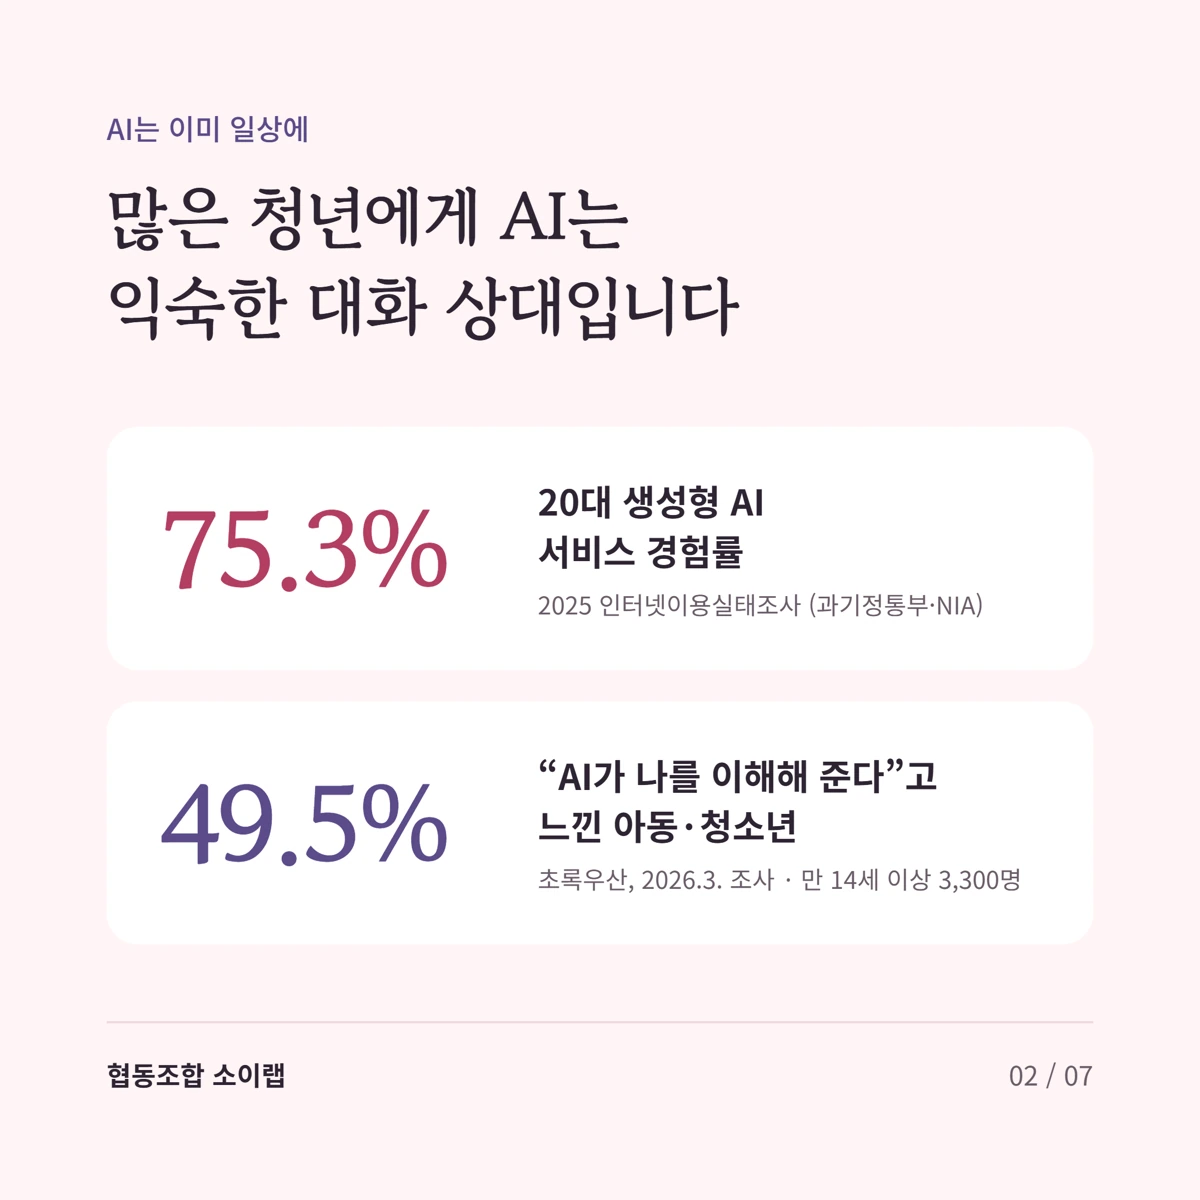 AI는 이미 일상에
많은 청년에게 AI는
익숙한 대화 상대입니다
75.3%
20대 생성형 AI
서비스 경험률
2025 인터넷이용실태조사 (과기정통부·NIA)
49.5%
“AI가 나를 이해해 준다”고
느낀 아동·청소년
초록우산, 2026.3. 조사 · 만 14세 이상 3,300명
협동조합 소이랩
02 / 07